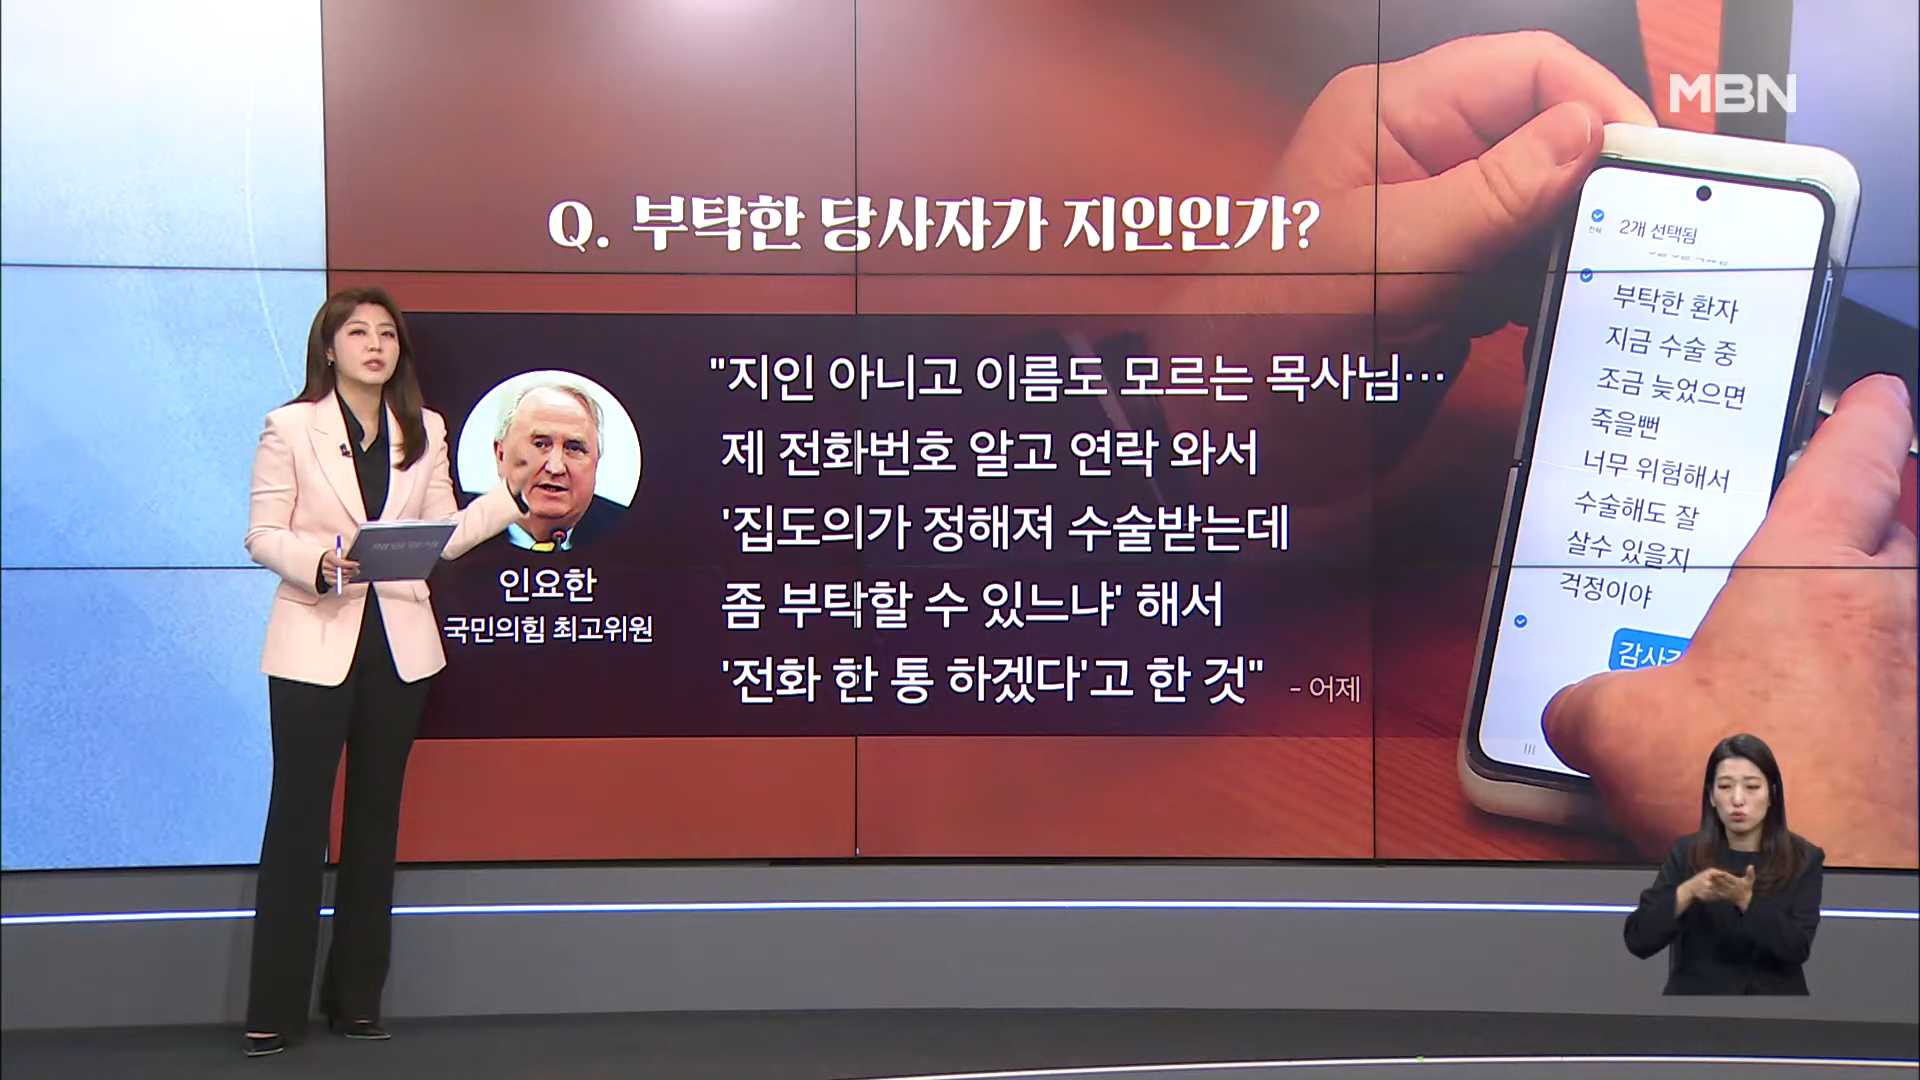 MBN
Q. 부탁한 당사자가 지인인가?
"지인 아니고 이름도 모르는 목사님…
제 전화번호 알고 연락 와서
'집도의가 정해져 수술받는데
좀 부탁할 수 있느냐' 해서
'전화 한 통 하겠다'고 한 것" - 어제
인요한
국민의힘 최고위원
전체
2개 선택됨
부탁한 환자
지금 수술 중
조금 늦었으면
죽을뻔
너무 위험해서
수술해도 잘
살수 있을지
걱정이야
감사